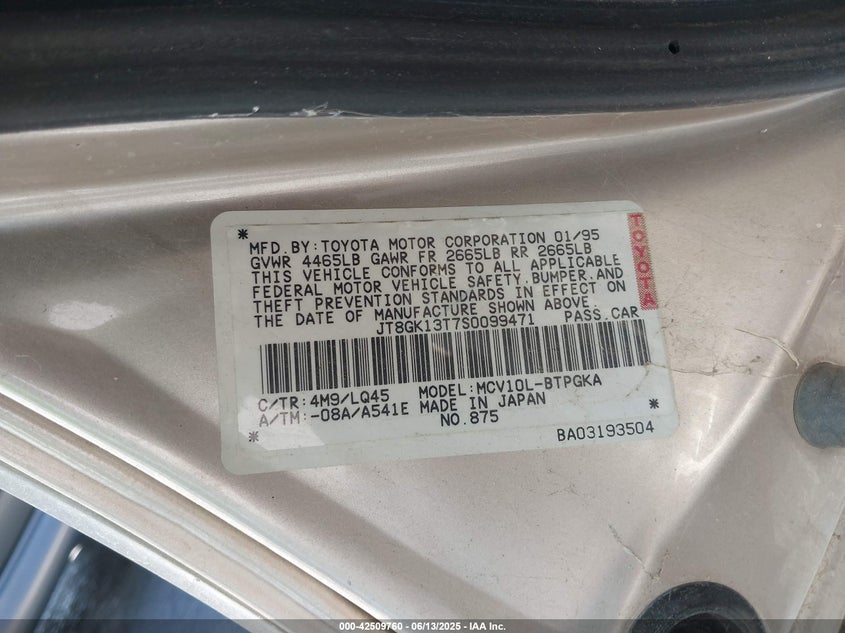 * MFD. BY: TOYOTA MOTOR CORPORATION 01/95
GVWR 4465LB GAWR FR 2665LB RR 2665LB
THIS VEHICLE CONFORMS TO ALL APPLICABLE
FEDERAL MOTOR VEHICLE SAFETY, BUMPER, AND
THEFT PREVENTION STANDARDS IN EFFECT ON
THE DATE OF MANUFACTURE SHOWN ABOVE.
JT8GK13T7S0099471 PASS. CAR
TOYOTA
C/TR: 4M9/LQ45 MODEL: MCV10L-BTPGKA
A/TM: -08A/A541E MADE IN JAPAN *
* NO. 875
BA03193504
000-42509760 - 06/13/2025 - IAA Inc.